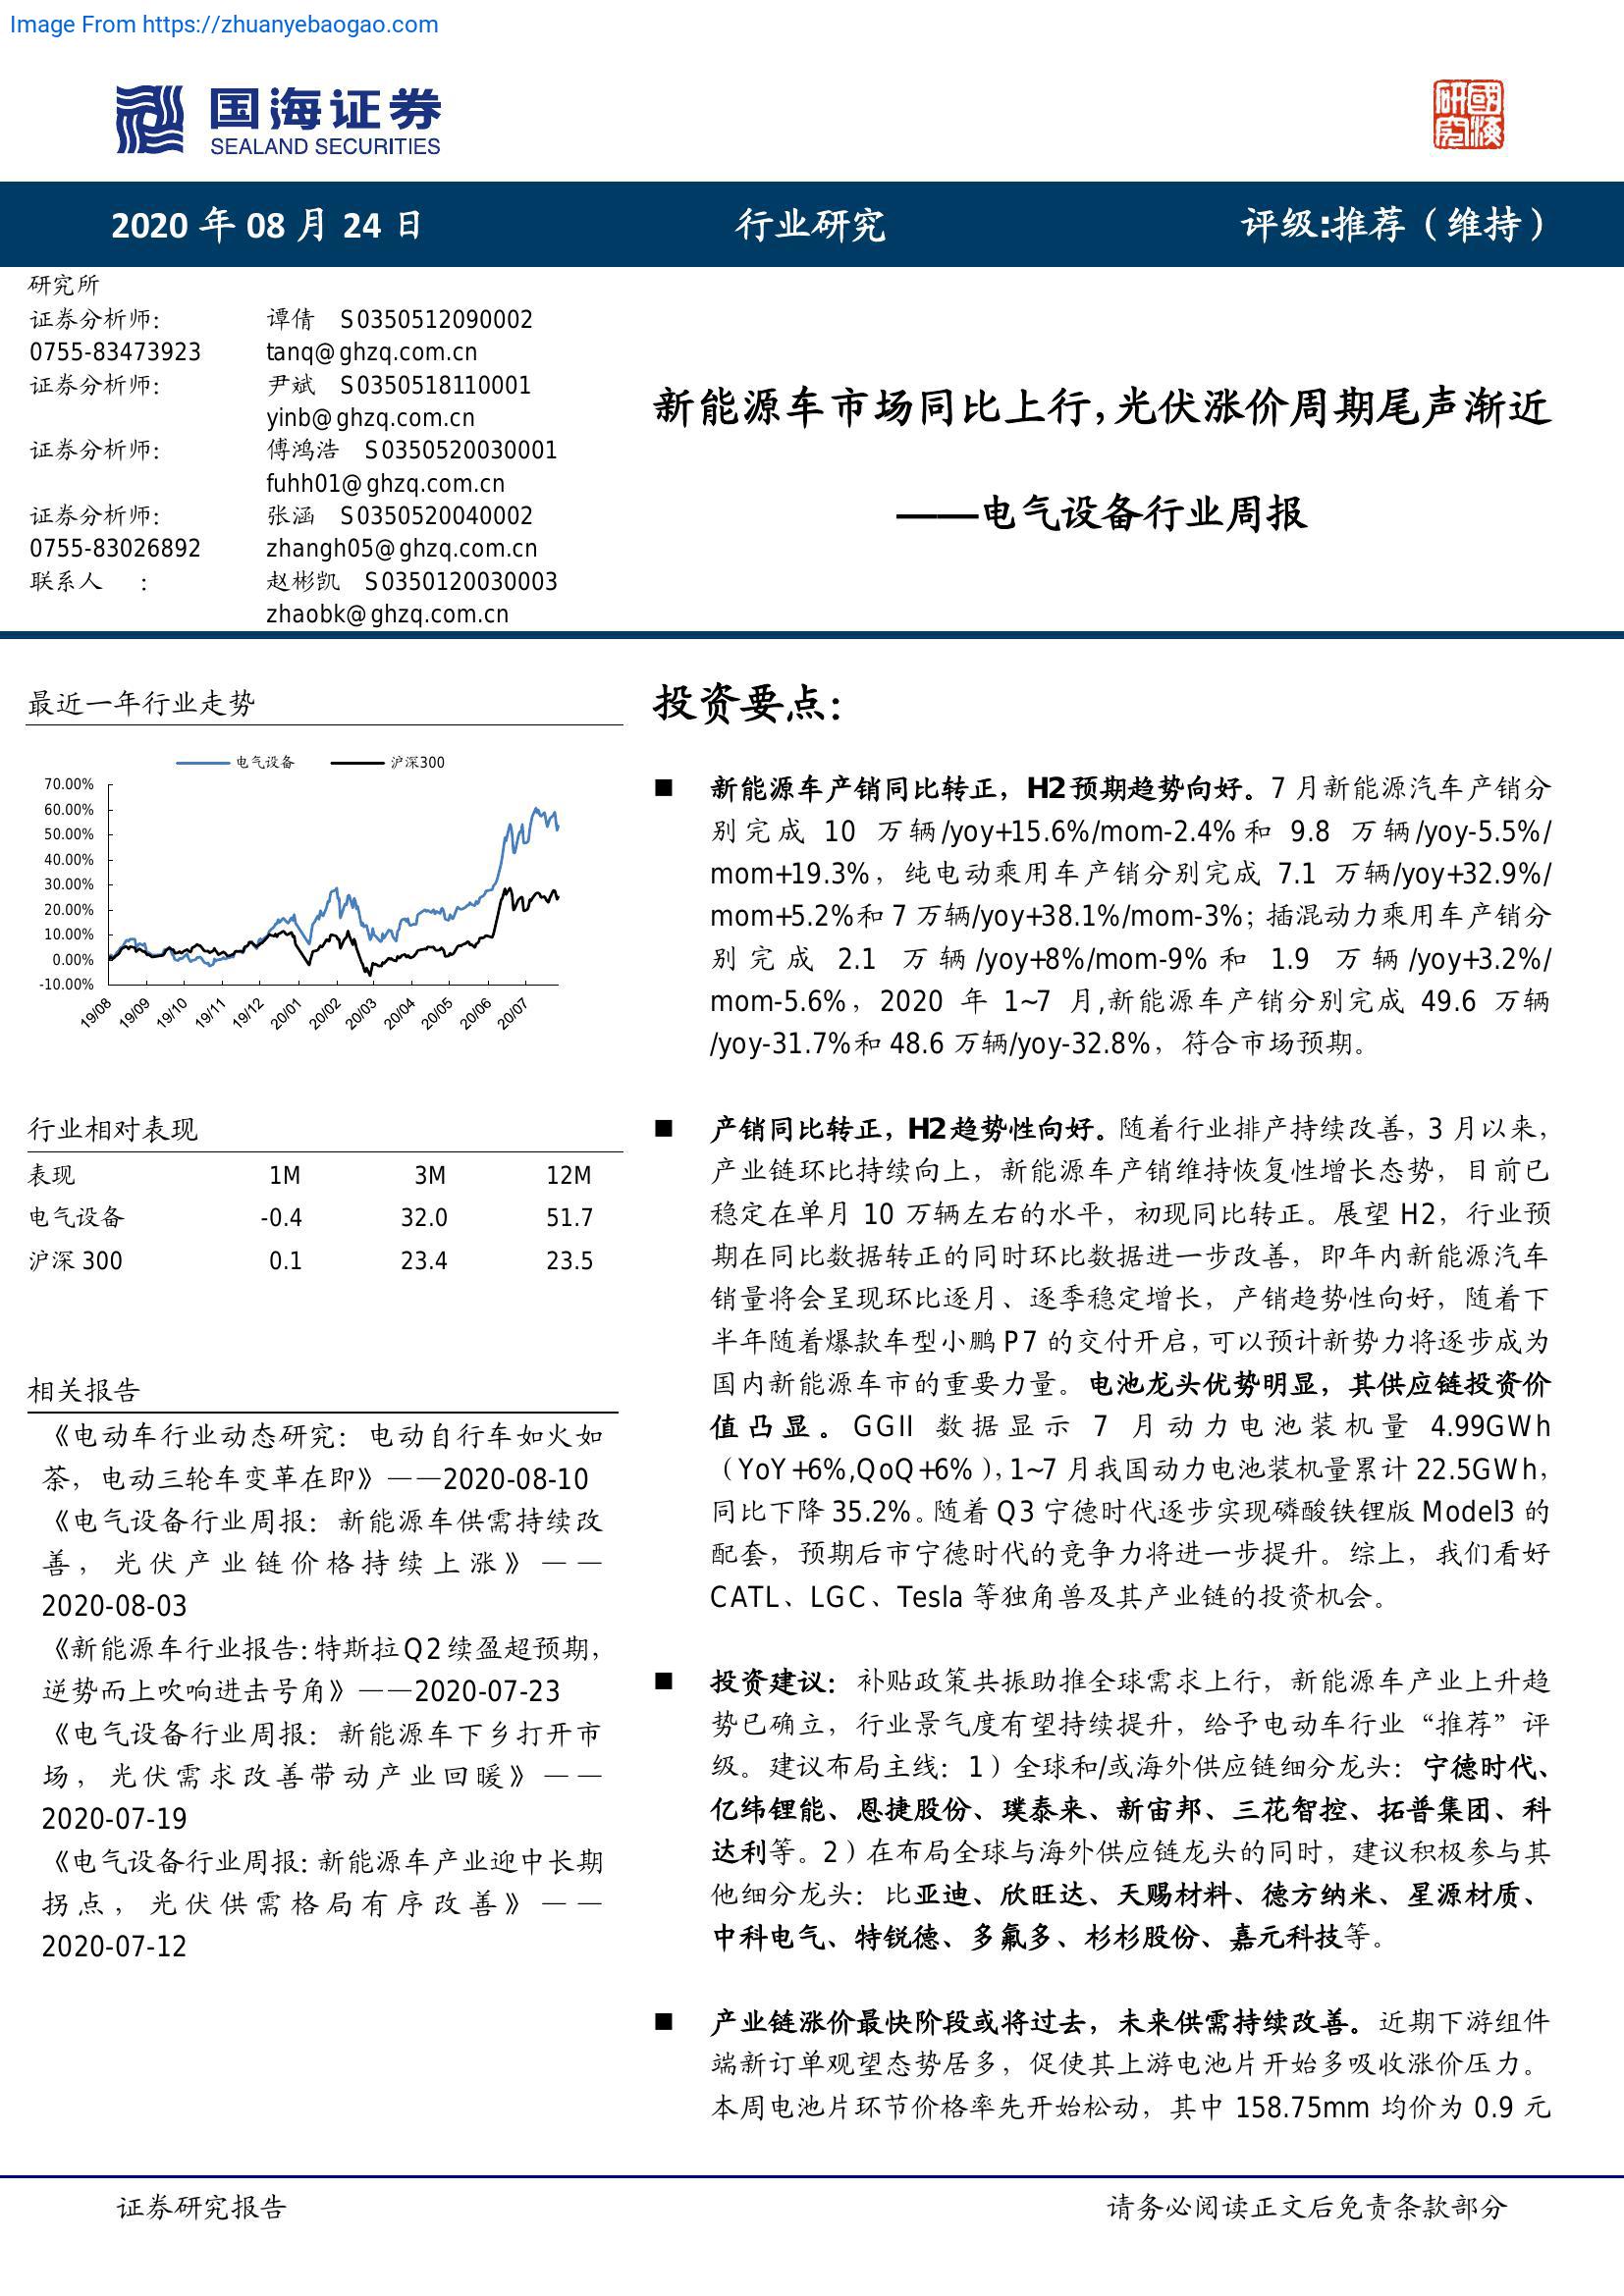 Image From https://zhuanyebaogao.com
国海证券
SEALAND SECURITIES
研國
究海
2020 年 08 月 24 日
行业研究
评级:推荐（维持）
研究所
证券分析师: 谭倩 S0350512090002
0755-83473923 tanq@ghzq.com.cn
证券分析师: 尹斌 S0350518110001
yinb@ghzq.com.cn
证券分析师: 傅鸿浩 S0350520030001
fuhh01@ghzq.com.cn
证券分析师: 张涵 S0350520040002
0755-83026892 zhangh05@ghzq.com.cn
联系人 : 赵彬凯 S0350120030003
zhaobk@ghzq.com.cn
新能源车市场同比上行,光伏涨价周期尾声渐近
——电气设备行业周报
最近一年行业走势
电气设备 沪深300
70.00%
60.00%
50.00%
40.00%
30.00%
20.00%
10.00%
0.00%
-10.00%
19/08 19/09 19/10 19/11 19/12 20/01 20/02 20/03 20/04 20/05 20/06 20/07
行业相对表现
表现 1M 3M 12M
电气设备 -0.4 32.0 51.7
沪深 300 0.1 23.4 23.5
相关报告
《电动车行业动态研究：电动自行车如火如
荼，电动三轮车变革在即》——2020-08-10
《电气设备行业周报：新能源车供需持续改
善，光伏产业链价格持续上涨》——
2020-08-03
《新能源车行业报告:特斯拉Q2续盈超预期,
逆势而上吹响进击号角》——2020-07-23
《电气设备行业周报：新能源车下乡打开市
场，光伏需求改善带动产业回暖》——
2020-07-19
《电气设备行业周报:新能源车产业迎中长期
拐点，光伏供需格局有序改善》——
2020-07-12
投资要点：
■ 新能源车产销同比转正，H2预期趋势向好。7 月新能源汽车产销分
别完成 10 万辆/yoy+15.6%/mom-2.4%和 9.8 万辆/yoy-5.5%/
mom+19.3%，纯电动乘用车产销分别完成 7.1 万辆/yoy+32.9%/
mom+5.2%和 7 万辆/yoy+38.1%/mom-3%；插混动力乘用车产销分
别完成 2.1 万辆/yoy+8%/mom-9%和 1.9 万辆/yoy+3.2%/
mom-5.6%，2020 年 1~7 月,新能源车产销分别完成 49.6 万辆
/yoy-31.7%和 48.6 万辆/yoy-32.8%，符合市场预期。
■ 产销同比转正，H2趋势性向好。随着行业排产持续改善，3 月以来，
产业链环比持续向上，新能源车产销维持恢复性增长态势，目前已
稳定在单月 10 万辆左右的水平，初现同比转正。展望 H2，行业预
期在同比数据转正的同时环比数据进一步改善，即年内新能源汽车
销量将会呈现环比逐月、逐季稳定增长，产销趋势性向好，随着下
半年随着爆款车型小鹏 P7 的交付开启,可以预计新势力将逐步成为
国内新能源车市的重要力量。电池龙头优势明显，其供应链投资价
值凸显。GGII 数据显示 7 月动力电池装机量 4.99GWh
（YoY+6%,QoQ+6%），1~7 月我国动力电池装机量累计 22.5GWh，
同比下降 35.2%。随着 Q3 宁德时代逐步实现磷酸铁锂版 Model3 的
配套，预期后市宁德时代的竞争力将进一步提升。综上，我们看好
CATL、LGC、Tesla 等独角兽及其产业链的投资机会。
■ 投资建议：补贴政策共振助推全球需求上行，新能源车产业上升趋
势已确立，行业景气度有望持续提升，给予电动车行业“推荐”评
级。建议布局主线：1）全球和/或海外供应链细分龙头：宁德时代、
亿纬锂能、恩捷股份、璞泰来、新宙邦、三花智控、拓普集团、科
达利等。2）在布局全球与海外供应链龙头的同时，建议积极参与其
他细分龙头：比亚迪、欣旺达、天赐材料、德方纳米、星源材质、
中科电气、特锐德、多氟多、杉杉股份、嘉元科技等。
■ 产业链涨价最快阶段或将过去，未来供需持续改善。近期下游组件
端新订单观望态势居多，促使其上游电池片开始多吸收涨价压力。
本周电池片环节价格率先开始松动，其中 158.75mm 均价为 0.9 元
证券研究报告
请务必阅读正文后免责条款部分